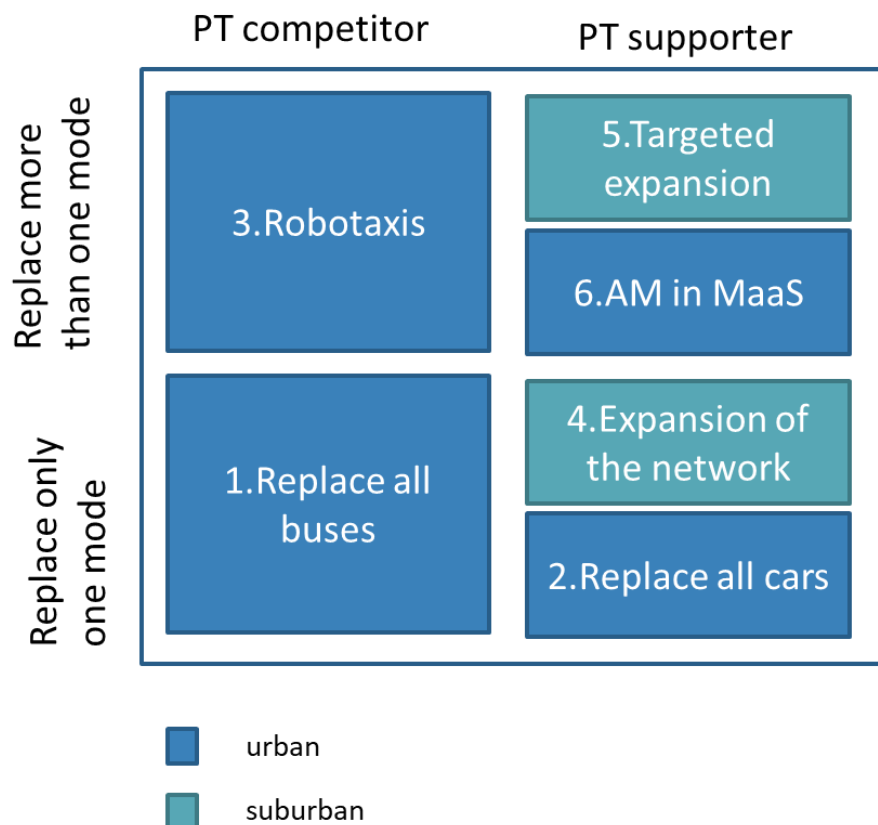 PT competitor
PT supporter
Replace more
than one mode
3.Robotaxis
5.Targeted
expansion
6.AM in MaaS
Replace only
one mode
1.Replace all
buses
4.Expansion of
the network
2.Replace all cars
urban
suburban